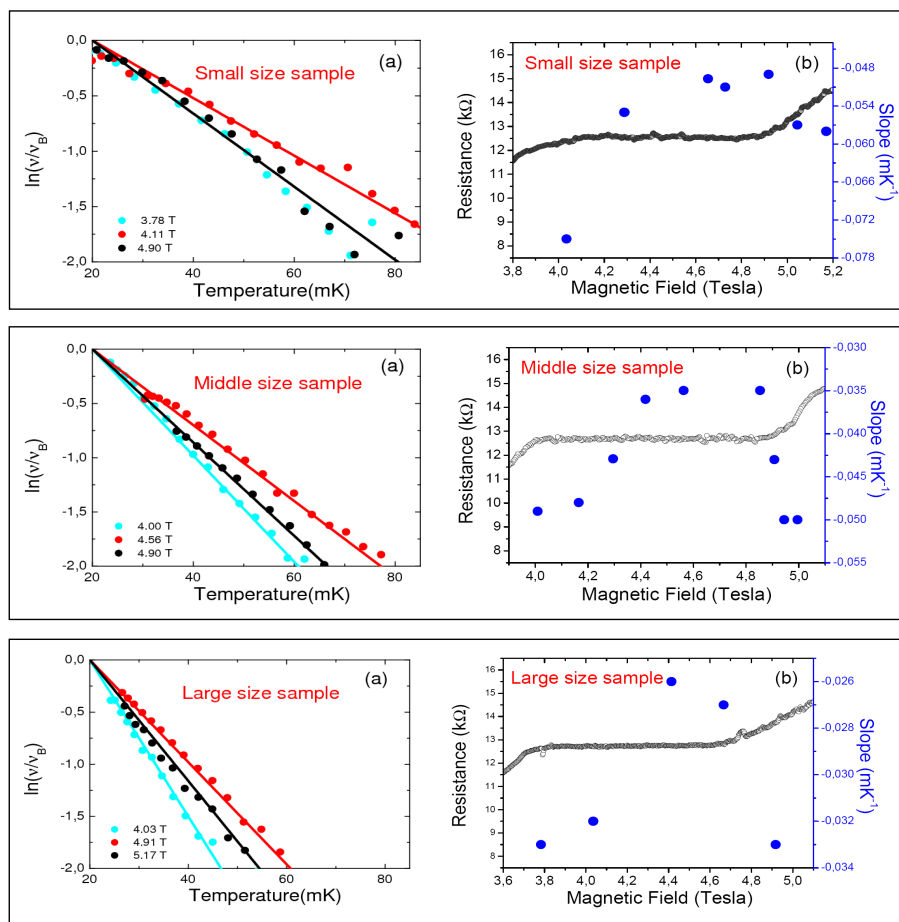 Small size sample
(a)
ln(ν/νB)
0,0
-0,5
-1,0
-1,5
-2,0
3.78 T
4.11 T
4.90 T
20 40 60 80
Temperature(mK)
Small size sample
(b)
Resistance (kΩ)
16
15
14
13
12
11
10
9
8
3,8 4,0 4,2 4,4 4,6 4,8 5,0 5,2
Magnetic Field (Tesla)
-0,048
-0,054
-0,060
-0,066
-0,072
-0,078
Slope (mK⁻¹)
Middle size sample
(a)
ln(ν/νB)
0,0
-0,5
-1,0
-1,5
-2,0
4.00 T
4.56 T
4.90 T
20 40 60 80
Temperature(mK)
Middle size sample
(b)
Resistance (kΩ)
16
15
14
13
12
11
10
9
8
4,0 4,2 4,4 4,6 4,8 5,0
Magnetic Field (Tesla)
-0,030
-0,035
-0,040
-0,045
-0,050
-0,055
Slope (mK⁻¹)
Large size sample
(a)
ln(ν/νB)
0,0
-0,5
-1,0
-1,5
-2,0
4.03 T
4.91 T
5.17 T
20 40 60 80
Temperature(mK)
Large size sample
(b)
Resistance (kΩ)
16
15
14
13
12
11
10
9
8
3,6 3,8 4,0 4,2 4,4 4,6 4,8 5,0
Magnetic Field (Tesla)
-0,026
-0,028
-0,029
-0,031
-0,033
-0,034
Slope (mK⁻¹)